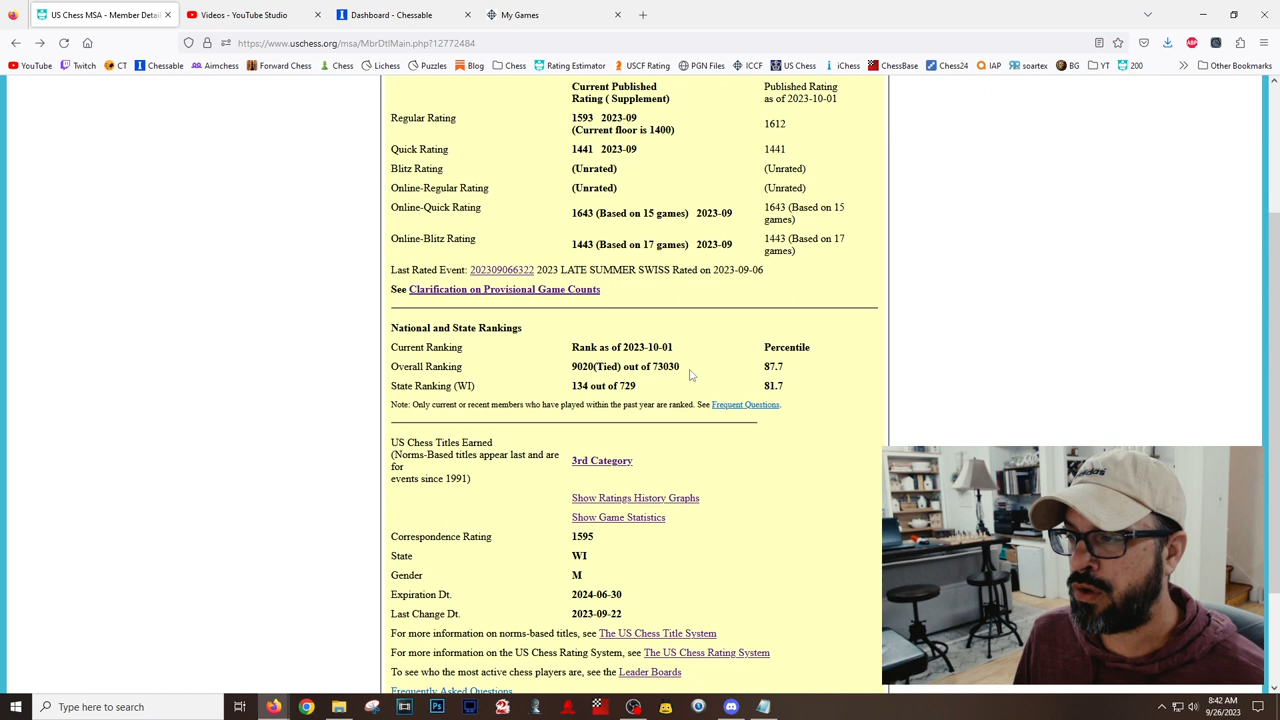 US Chess MSA - Member Detail
Videos - YouTube Studio
Dashboard - Chessable
My Games
https://www.uschess.org/msa/MbrDtlMain.php?12772484
YouTube Twitch CT Chessable Aimchess Forward Chess Chess Lichess Puzzles Blog Chess Rating Estimator USCF Rating PGN Files ICCF US Chess iChess ChessBase Chess24 IAP soartex BG YT 200 Other Bookmarks
Current Published Published Rating
Rating ( Supplement) as of 2023-10-01
Regular Rating 1593 2023-09 1612
(Current floor is 1400)
Quick Rating 1441 2023-09 1441
Blitz Rating (Unrated) (Unrated)
Online-Regular Rating (Unrated) (Unrated)
Online-Quick Rating 1643 (Based on 15 games) 2023-09 1643 (Based on 15
games)
Online-Blitz Rating 1443 (Based on 17 games) 2023-09 1443 (Based on 17
games)
Last Rated Event: 202309066322 2023 LATE SUMMER SWISS Rated on 2023-09-06
See Clarification on Provisional Game Counts
National and State Rankings
Current Ranking Rank as of 2023-10-01 Percentile
Overall Ranking 9020(Tied) out of 73030 87.7
State Ranking (WI) 134 out of 729 81.7
Note: Only current or recent members who have played within the past year are ranked. See Frequent Questions.
US Chess Titles Earned
(Norms-Based titles appear last and are
for
events since 1991)
3rd Category
Show Ratings History Graphs
Show Game Statistics
Correspondence Rating 1595
State WI
Gender M
Expiration Dt. 2024-06-30
Last Change Dt. 2023-09-22
For more information on norms-based titles, see The US Chess Title System
For more information on the US Chess Rating System, see The US Chess Rating System
To see who the most active chess players are, see the Leader Boards
Frequently Asked Questions
Type here to search
8:42 AM
9/26/2023